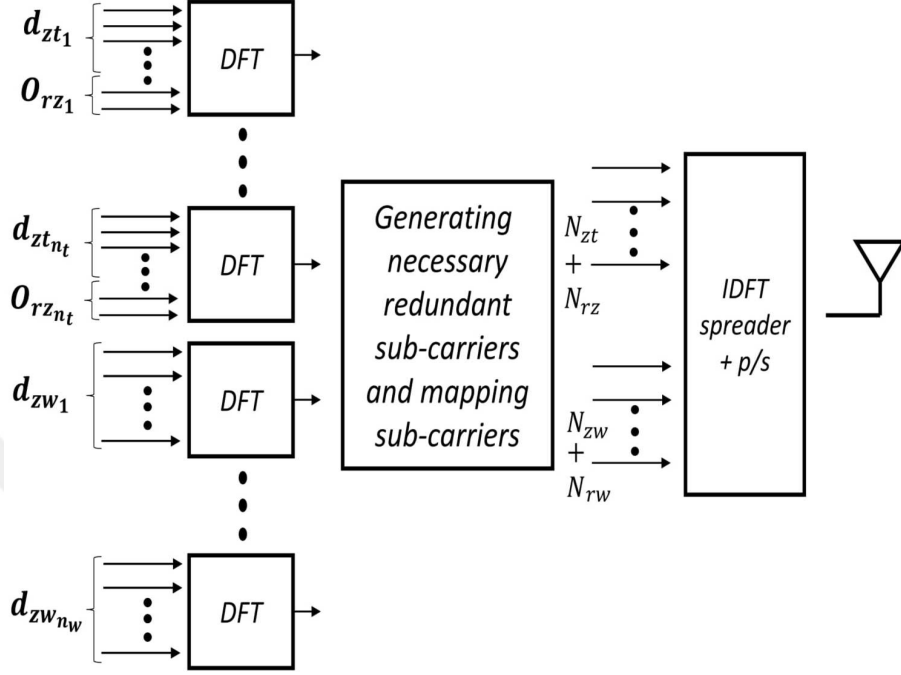 d_{zt_1}
O_{rz_1}
DFT
d_{zt_{n_t}}
O_{rz_{n_t}}
DFT
d_{zw_1}
DFT
d_{zw_{n_w}}
DFT
Generating
necessary
redundant
sub-carriers
and mapping
sub-carriers
N_{zt}
+
N_{rz}
N_{zw}
+
N_{rw}
IDFT
spreader
+ p/s